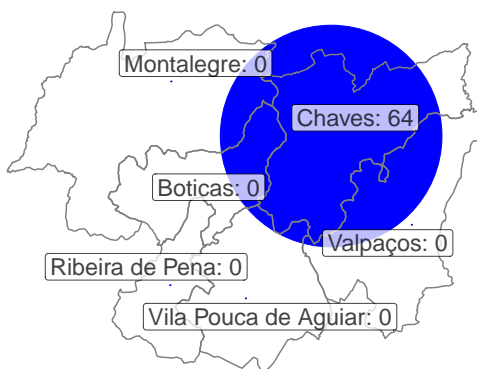 Montalegre: 0
Chaves: 64
Boticas: 0
Valpaços: 0
Ribeira de Pena: 0
Vila Pouca de Aguiar: 0